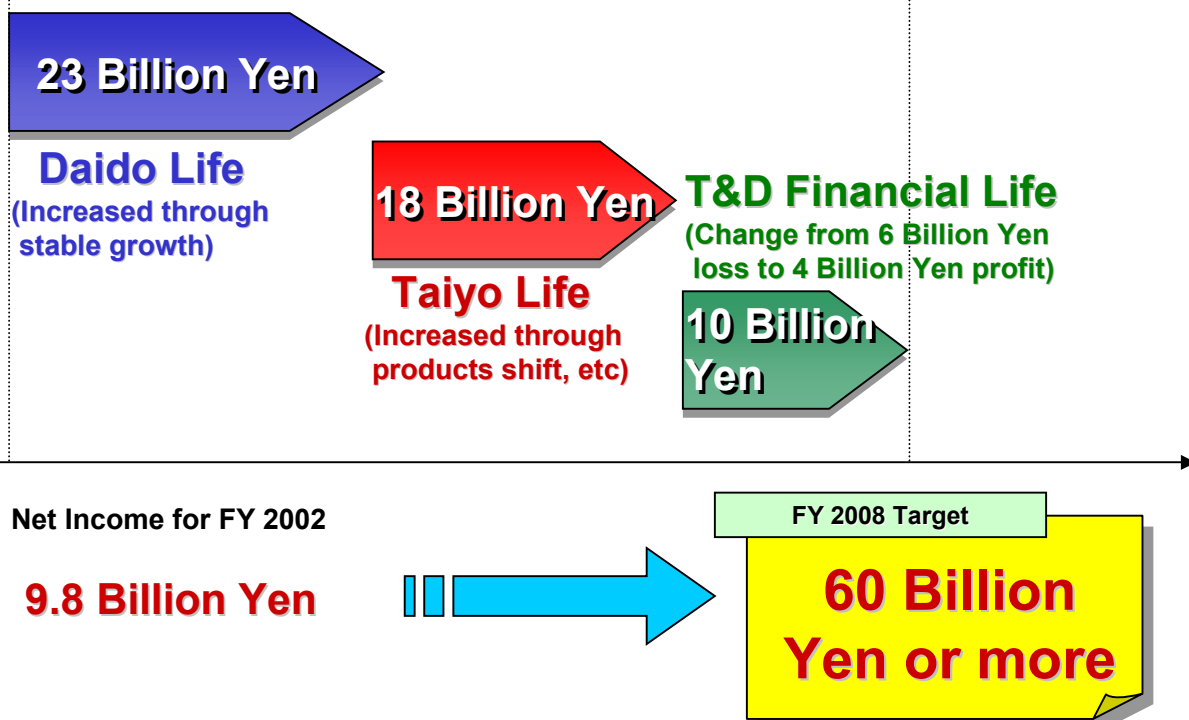 23 Billion Yen
Daido Life
(Increased through
stable growth)
18 Billion Yen
Taiyo Life
(Increased through
products shift, etc)
T&D Financial Life
(Change from 6 Billion Yen
loss to 4 Billion Yen profit)
10 Billion
Yen
Net Income for FY 2002
9.8 Billion Yen
FY 2008 Target
60 Billion
Yen or more